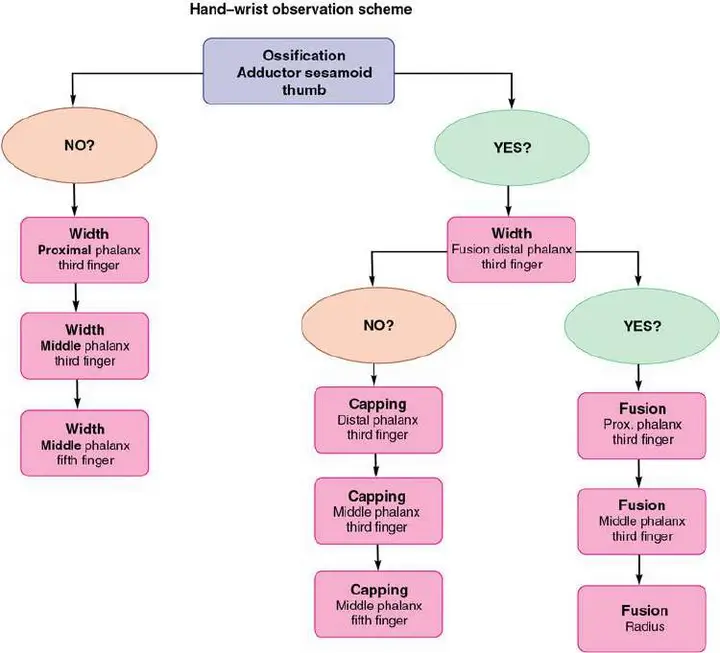 Hand–wrist observation scheme
Ossification
Adductor sesamoid
thumb
NO?
YES?
Width
Proximal phalanx
third finger
Width
Middle phalanx
third finger
Width
Middle phalanx
fifth finger
Width
Fusion distal phalanx
third finger
NO?
YES?
Capping
Distal phalanx
third finger
Capping
Middle phalanx
third finger
Capping
Middle phalanx
fifth finger
Fusion
Prox. phalanx
third finger
Fusion
Middle phalanx
third finger
Fusion
Radius